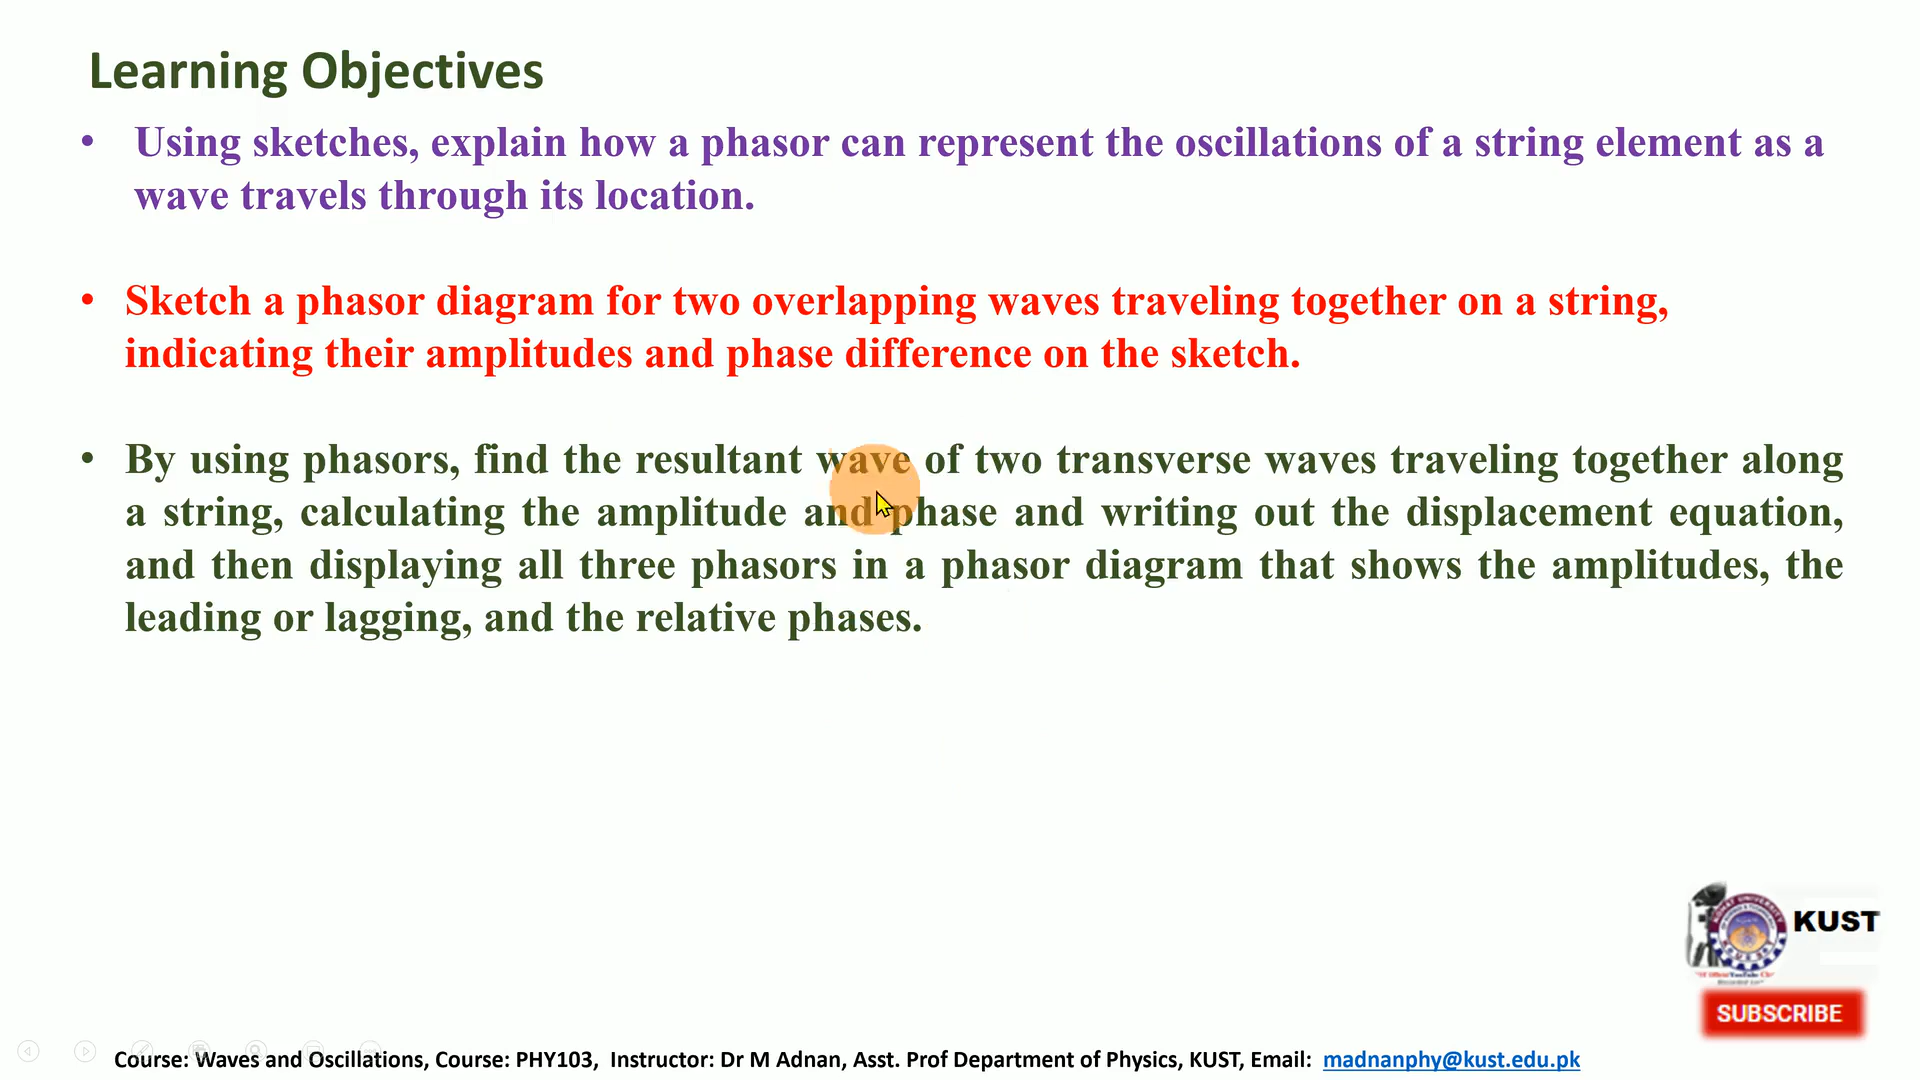 Learning Objectives
• Using sketches, explain how a phasor can represent the oscillations of a string element as a
wave travels through its location.
• Sketch a phasor diagram for two overlapping waves traveling together on a string,
indicating their amplitudes and phase difference on the sketch.
• By using phasors, find the resultant wave of two transverse waves traveling together along
a string, calculating the amplitude and phase and writing out the displacement equation,
and then displaying all three phasors in a phasor diagram that shows the amplitudes, the
leading or lagging, and the relative phases.
KUST
SUBSCRIBE
Course: Waves and Oscillations, Course: PHY103, Instructor: Dr M Adnan, Asst. Prof Department of Physics, KUST, Email: madnanphy@kust.edu.pk